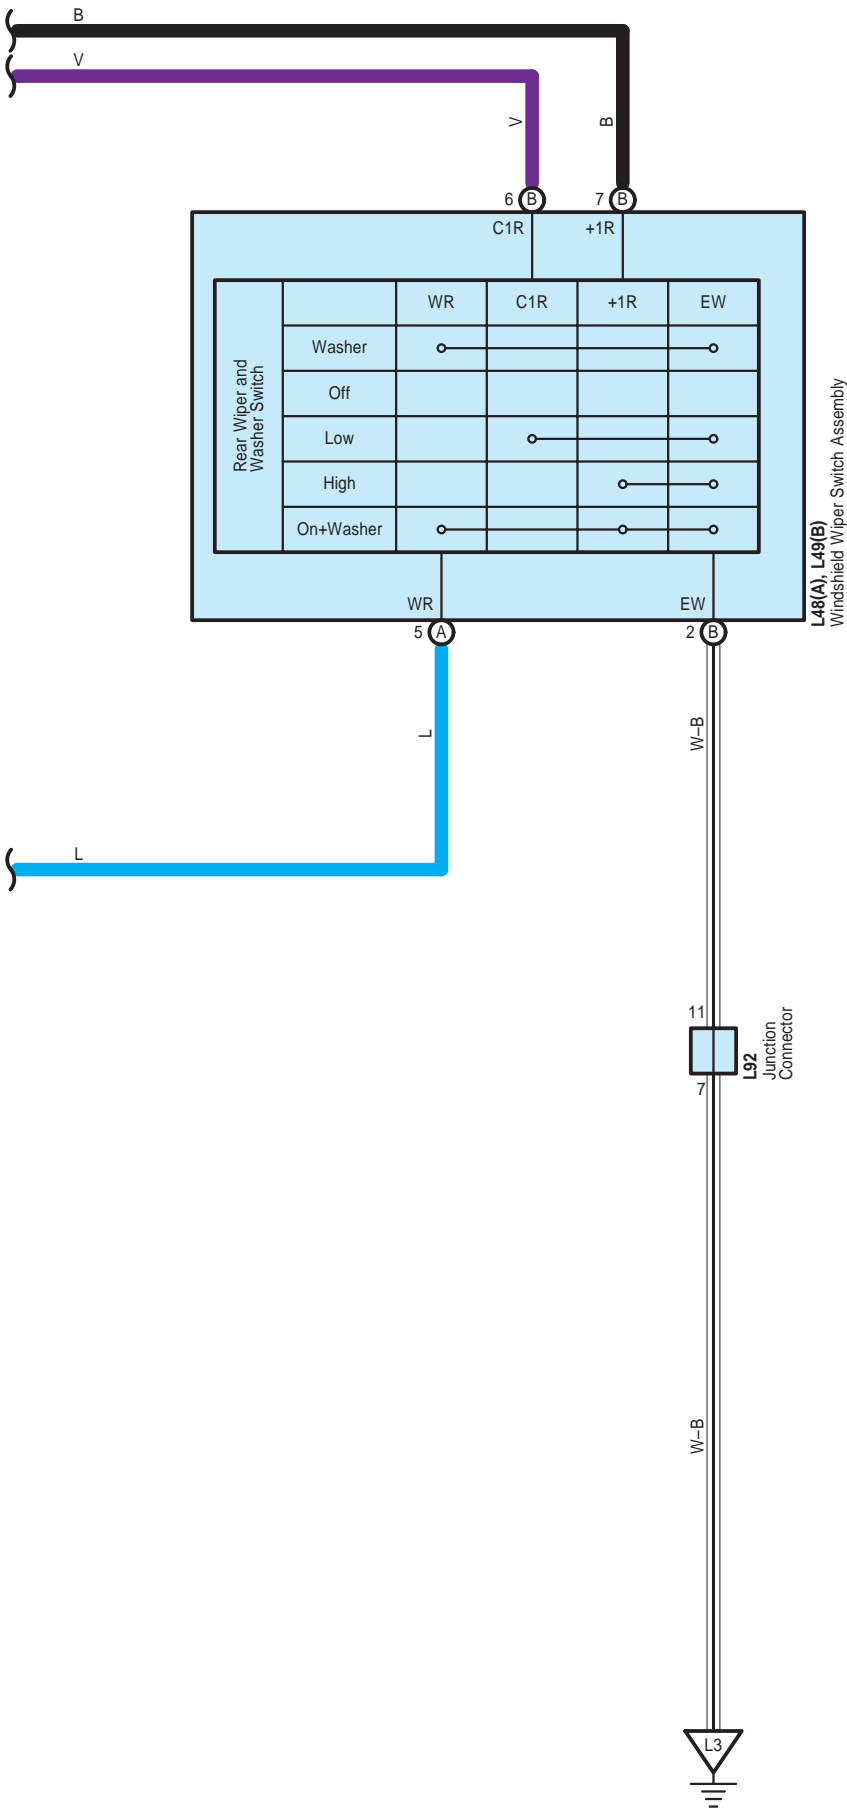 B
V
V
B
6 B
7 B
C1R
+1R
Rear Wiper and
Washer Switch
WR C1R +1R EW
Washer
Off
Low
High
On+Washer
WR
EW
5 A
2 B
L48(A), L49(B)
Windshield Wiper Switch Assembly
L
W–B
L
11
L92
Junction
Connector
7
W–B
L3